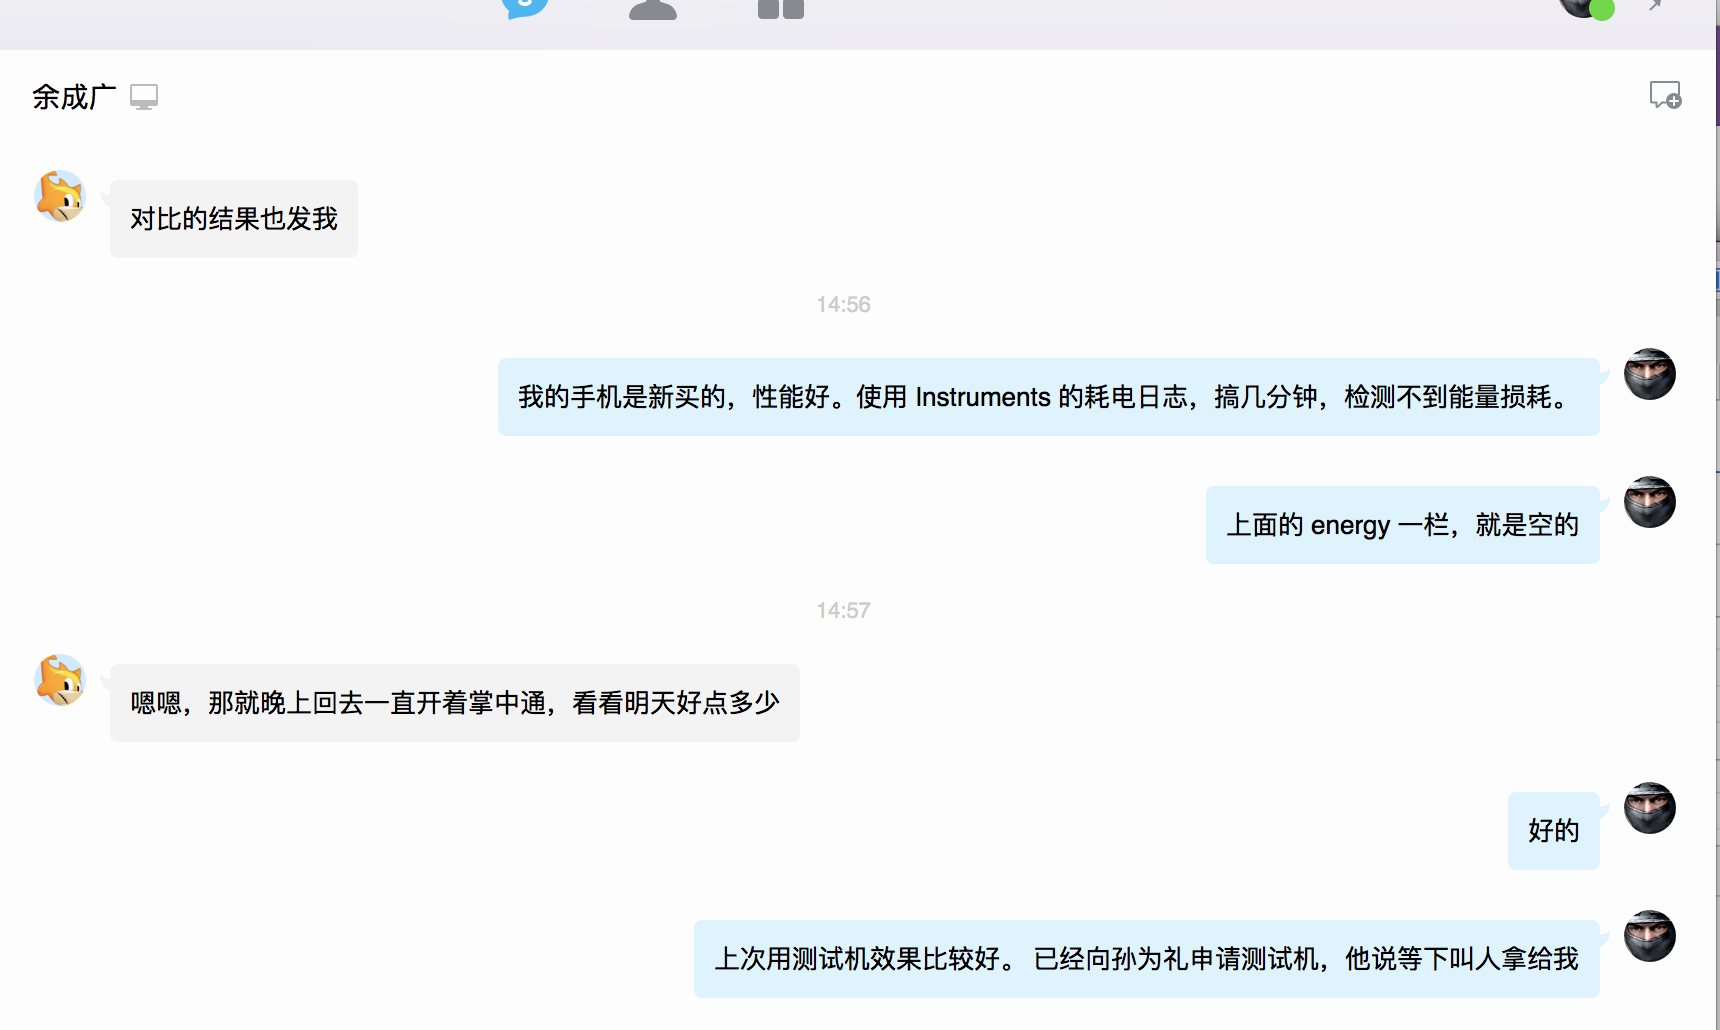 余成广
对比的结果也发我
14:56
我的手机是新买的，性能好。使用 Instruments 的耗电日志，搞几分钟，检测不到能量损耗。
上面的 energy 一栏，就是空的
14:57
嗯嗯，那就晚上回去一直开着掌中通，看看明天好点多少
好的
上次用测试机效果比较好。 已经向孙为礼申请测试机，他说等下叫人拿给我